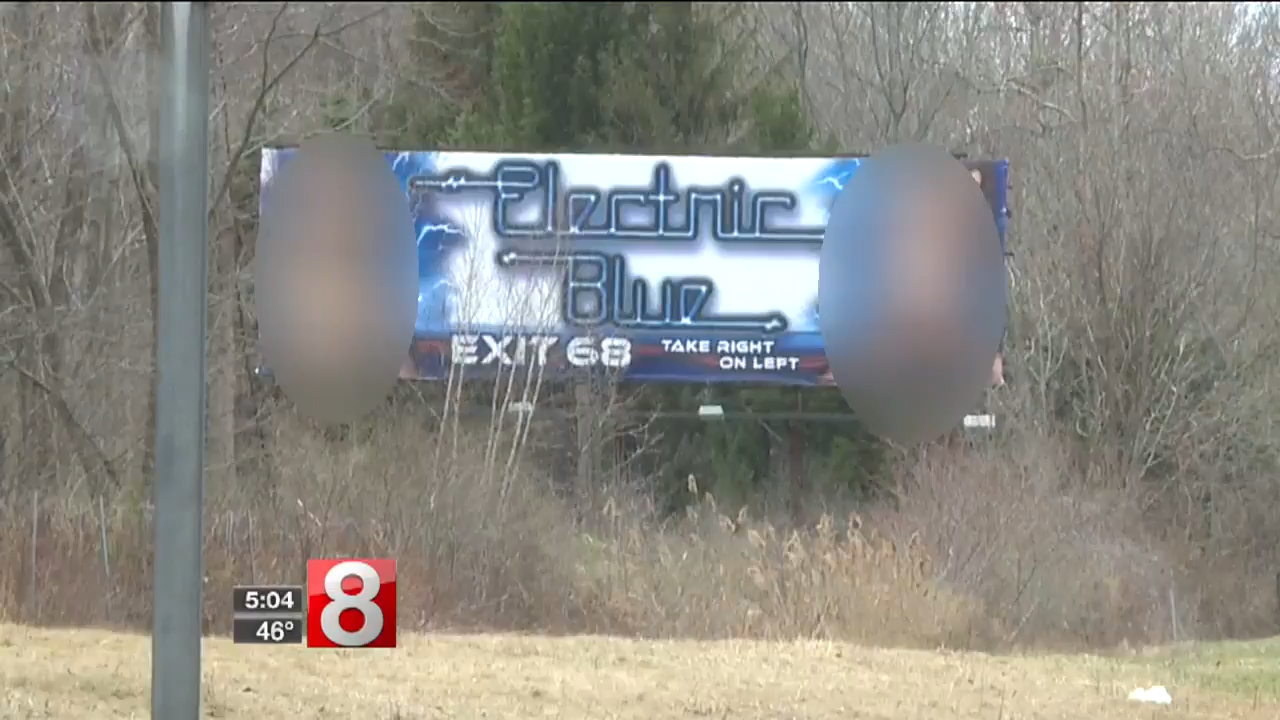 Electric
Blue
EXIT 68
TAKE RIGHT
ON LEFT
5:04
46°
8